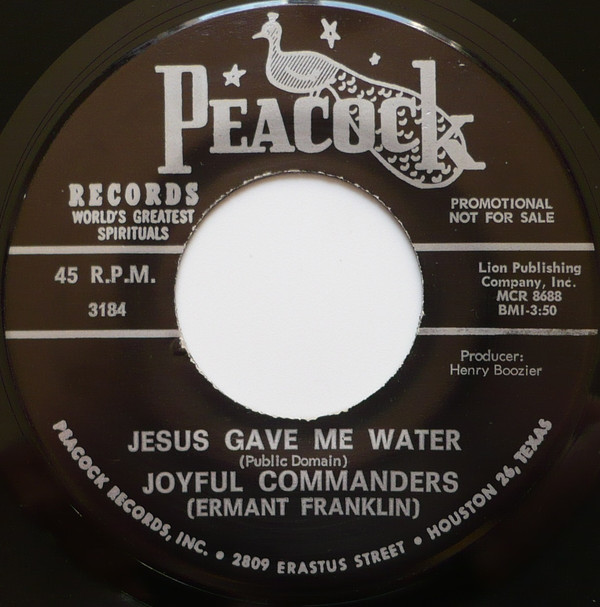 PEACOCK
RECORDS
WORLD'S GREATEST
SPIRITUALS
PROMOTIONAL
NOT FOR SALE
45 R.P.M.
3184
Lion Publishing
Company, Inc.
MCR 8688
BMI-3:50
Producer:
Henry Boozier
JESUS GAVE ME WATER
(Public Domain)
JOYFUL COMMANDERS
(ERMANT FRANKLIN)
PEACOCK RECORDS, INC. • 2809 ERASTUS STREET • HOUSTON 26, TEXAS